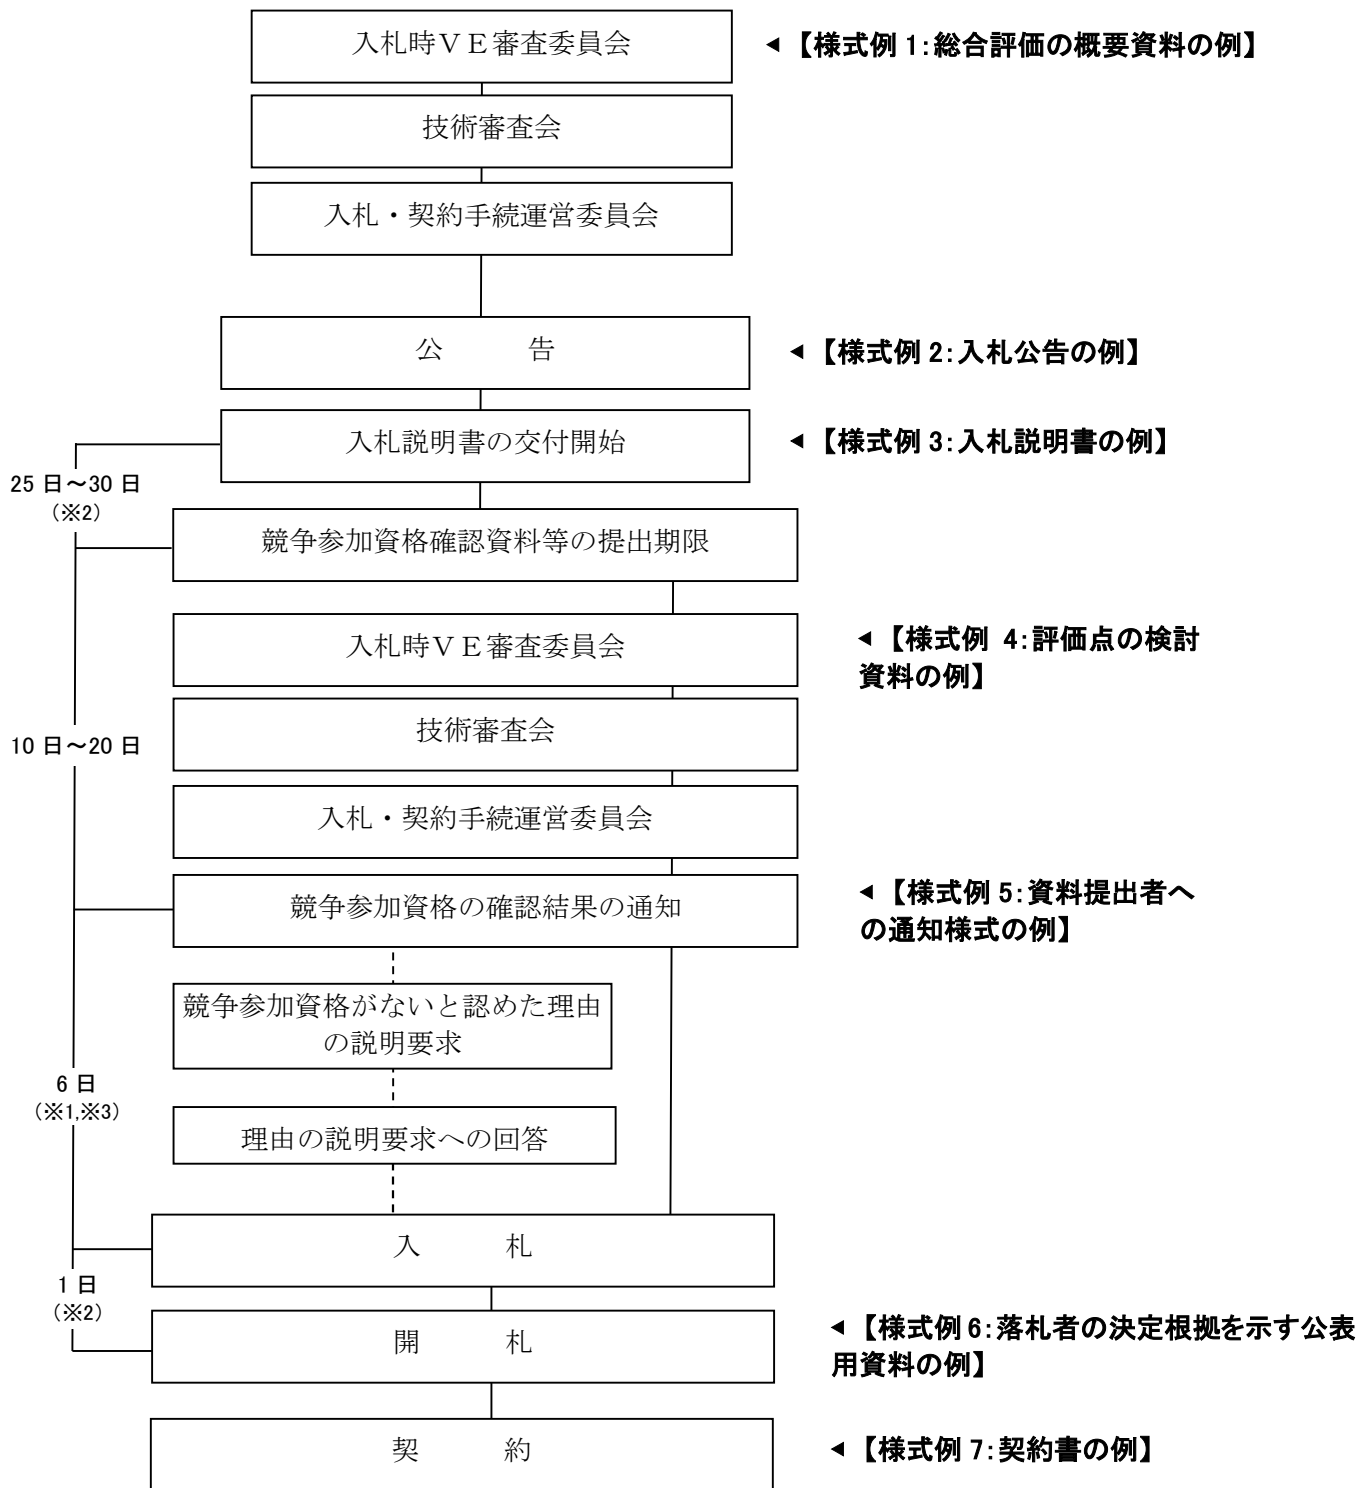 入札時ＶＥ審査委員会
◀【様式例 1：総合評価の概要資料の例】
技術審査会
入札・契約手続運営委員会
公　　　告
◀【様式例 2：入札公告の例】
入札説明書の交付開始
◀【様式例 3：入札説明書の例】
25 日～30 日
（※2）
競争参加資格確認資料等の提出期限
入札時ＶＥ審査委員会
◀【様式例 4：評価点の検討
資料の例】
技術審査会
10 日～20 日
入札・契約手続運営委員会
競争参加資格の確認結果の通知
◀【様式例 5：資料提出者へ
の通知様式の例】
競争参加資格がないと認めた理由
の説明要求
6 日
（※1,※3）
理由の説明要求への回答
入　　　札
1 日
（※2）
開　　　札
◀【様式例 6：落札者の決定根拠を示す公表
用資料の例】
契　　　約
◀【様式例 7：契約書の例】